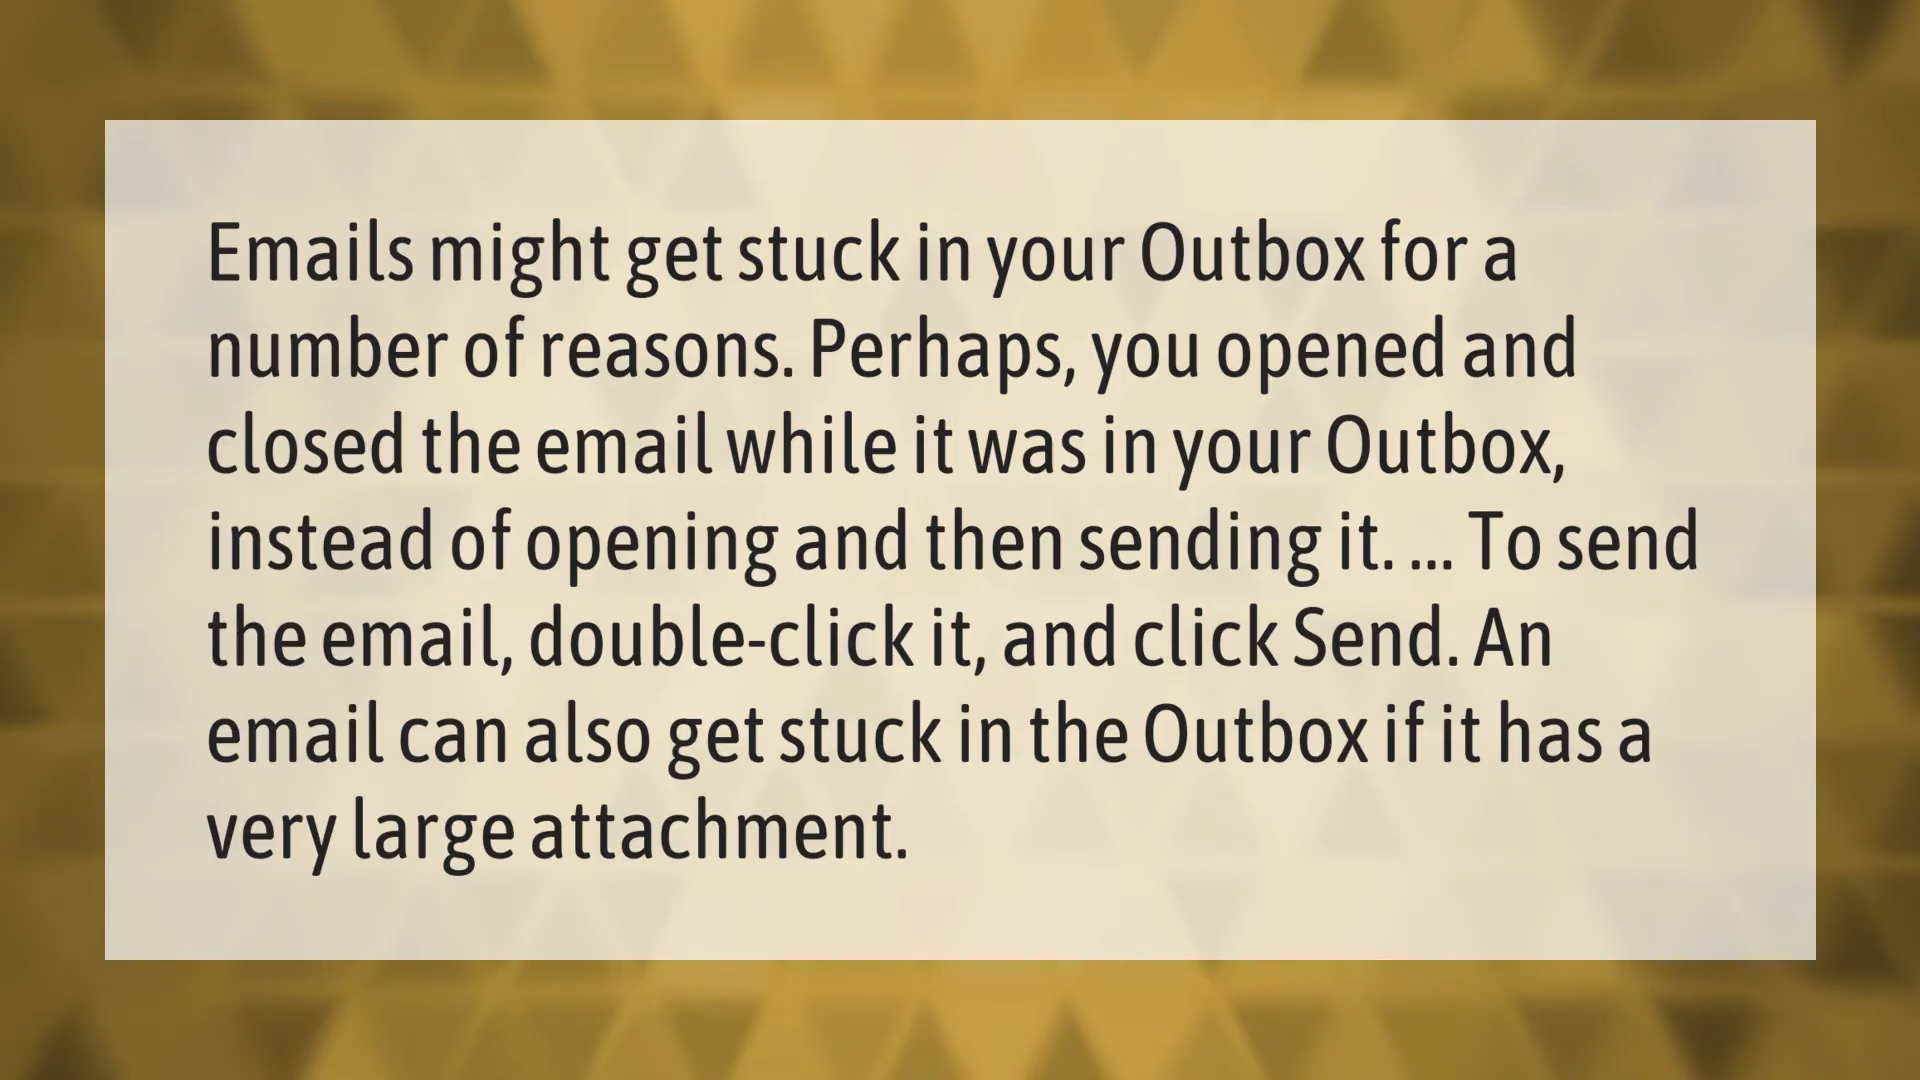 Emails might get stuck in your Outbox for a
number of reasons. Perhaps, you opened and
closed the email while it was in your Outbox,
instead of opening and then sending it. ... To send
the email, double-click it, and click Send. An
email can also get stuck in the Outbox if it has a
very large attachment.